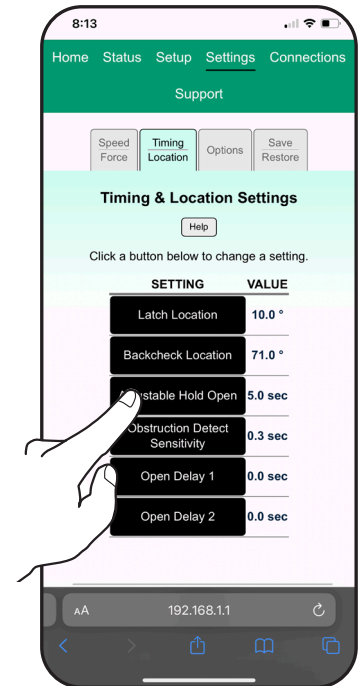 8:13
Home Status Setup Settings Connections
Support
Speed
Force
Timing
Location
Options
Save
Restore
Timing & Location Settings
Help
Click a button below to change a setting.
SETTING VALUE
Latch Location 10.0 °
Backcheck Location 71.0 °
Hold Open 5.0 sec
Obstruction Detect
Sensitivity 0.3 sec
Open Delay 1 0.0 sec
Open Delay 2 0.0 sec
AA 192.168.1.1